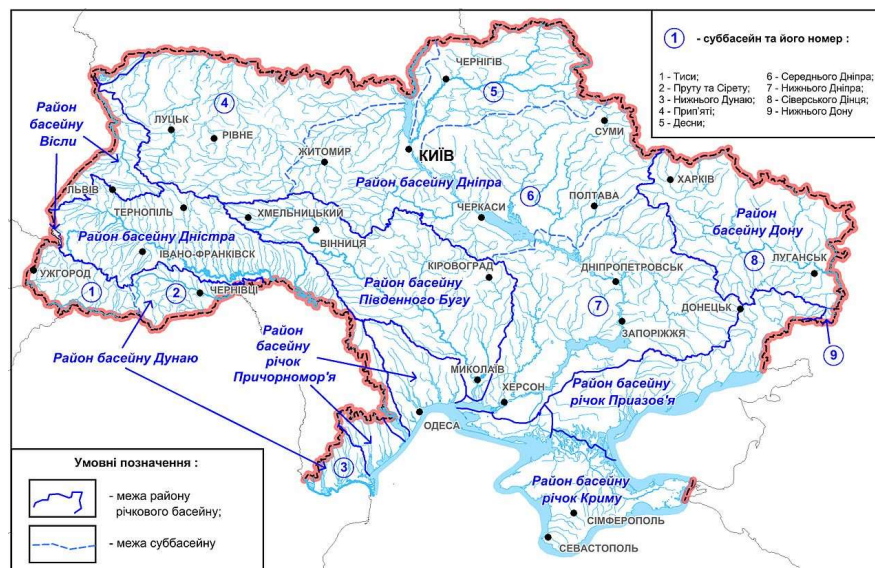 1 - суббасейн та його номер :
1 - Тиси;
2 - Пруту та Сірету;
3 - Нижнього Дунаю;
4 - Прип'яті;
5 - Десни;
6 - Середнього Дніпра;
7 - Нижнього Дніпра;
8 - Сіверського Дінця;
9 - Нижнього Дону
ЧЕРНІГІВ
5
Район
басейну
Вісли
4
ЛУЦЬК
РІВНЕ
СУМИ
ЖИТОМИР
КИЇВ
ХАРКІВ
Район басейну Дніпра
6
ПОЛТАВА
ЛЬВІВ
ТЕРНОПІЛЬ
ХМЕЛЬНИЦЬКИЙ
ЧЕРКАСИ
Район
басейну Дону
Район басейну Дністра
ВІННИЦЯ
ІВАНО-ФРАНКІВСК
8
ЛУГАНСЬК
УЖГОРОД
КІРОВОГРАД
ДНІПРОПЕТРОВСЬК
Район басейну
Південного Бугу
1
2
ЧЕРНІВЦІ
7
ДОНЕЦЬК
ЗАПОРІЖЖЯ
Район басейну Дунаю
Район
басейну
річок
Причорномор'я
9
МИКОЛАЇВ
ХЕРСОН
Район басейну
річок Приазов'я
ОДЕСА
3
Район басейну
річок Криму
СІМФЕРОПОЛЬ
СЕВАСТОПОЛЬ
Умовні позначення :
- межа району
річкового басейну;
- межа суббасейну